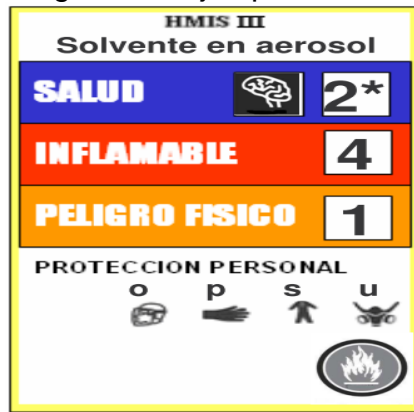 HMIS III
Solvente en aerosol
SALUD 2*
INFLAMABLE 4
PELIGRO FISICO 1
PROTECCION PERSONAL
o p s u